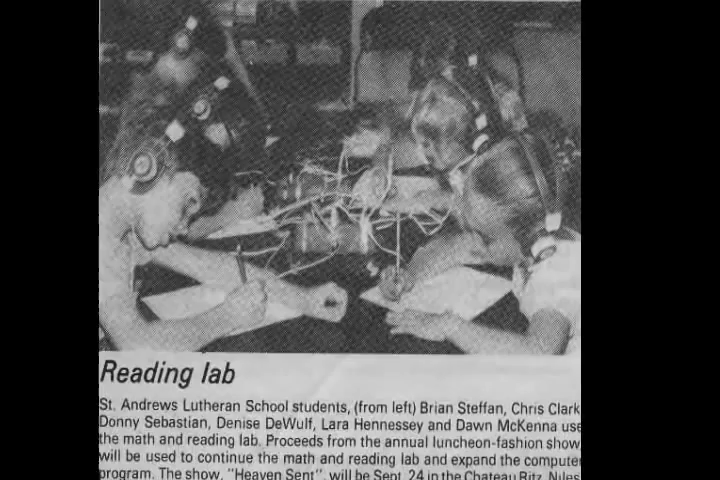 Reading lab
St. Andrews Lutheran School students, (from left) Brian Steffan, Chris Clark
Donny Sebastian, Denise DeWulf, Lara Hennessey and Dawn McKenna use
the math and reading lab. Proceeds from the annual luncheon-fashion show
will be used to continue the math and reading lab and expand the computer
program. The show, "Heaven Sent", will be Sept. 24 in the Chateau Ritz, Niles